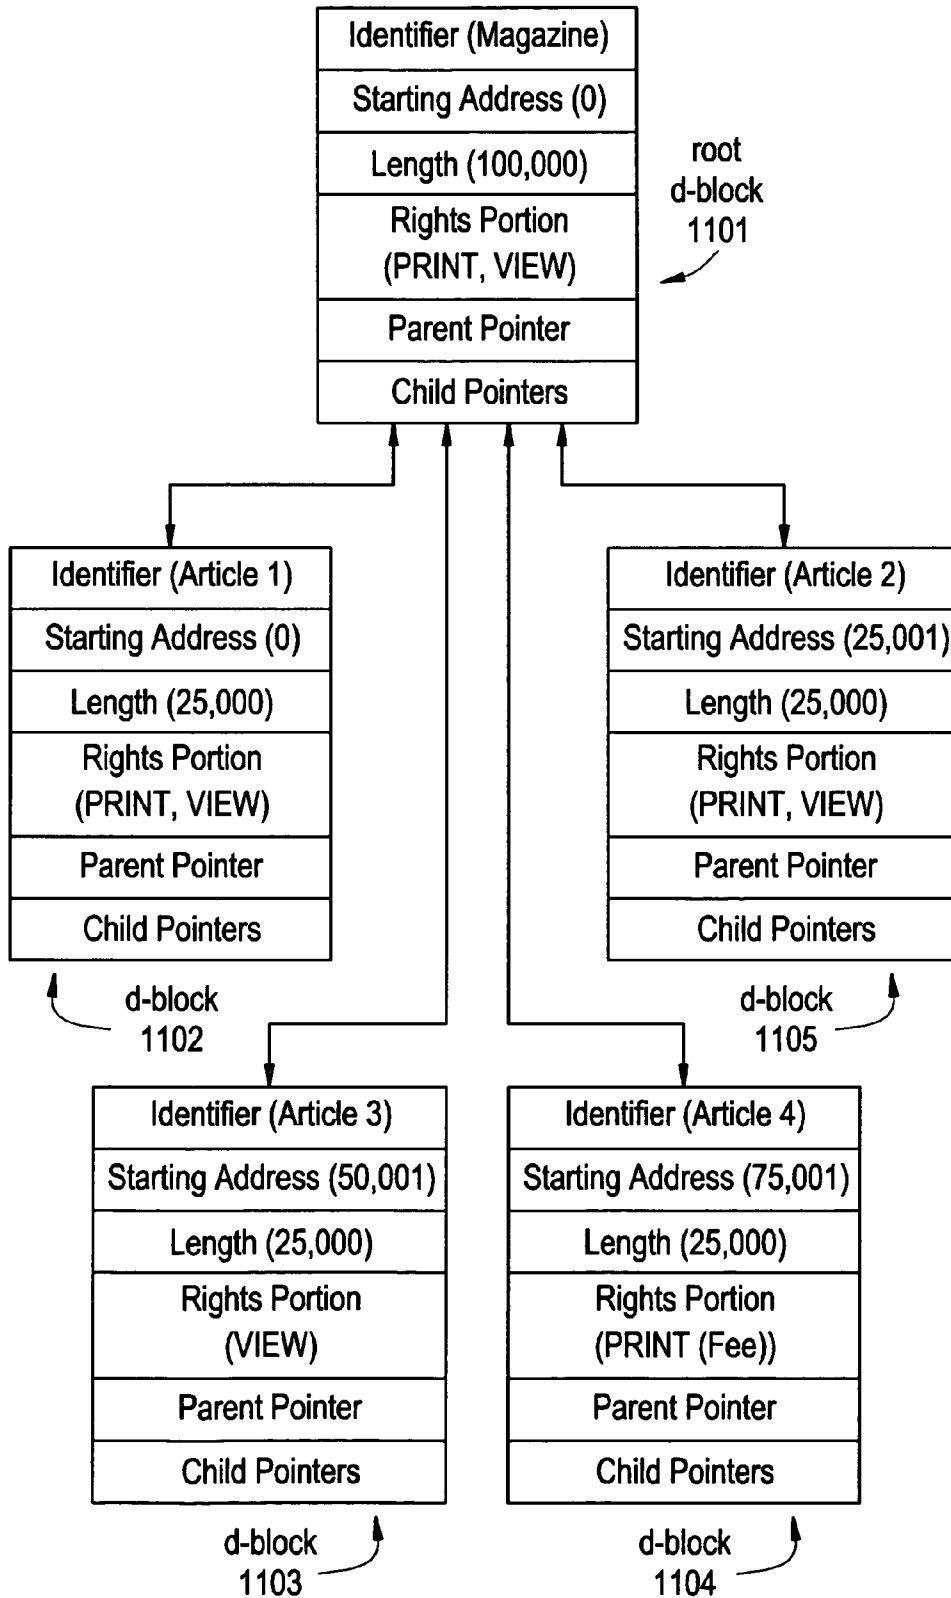 Identifier (Magazine)
Starting Address (0)
Length (100,000)
Rights Portion
(PRINT, VIEW)
Parent Pointer
Child Pointers
root
d-block
1101
Identifier (Article 1)
Starting Address (0)
Length (25,000)
Rights Portion
(PRINT, VIEW)
Parent Pointer
Child Pointers
d-block
1102
Identifier (Article 2)
Starting Address (25,001)
Length (25,000)
Rights Portion
(PRINT, VIEW)
Parent Pointer
Child Pointers
d-block
1105
Identifier (Article 3)
Starting Address (50,001)
Length (25,000)
Rights Portion
(VIEW)
Parent Pointer
Child Pointers
d-block
1103
Identifier (Article 4)
Starting Address (75,001)
Length (25,000)
Rights Portion
(PRINT (Fee))
Parent Pointer
Child Pointers
d-block
1104